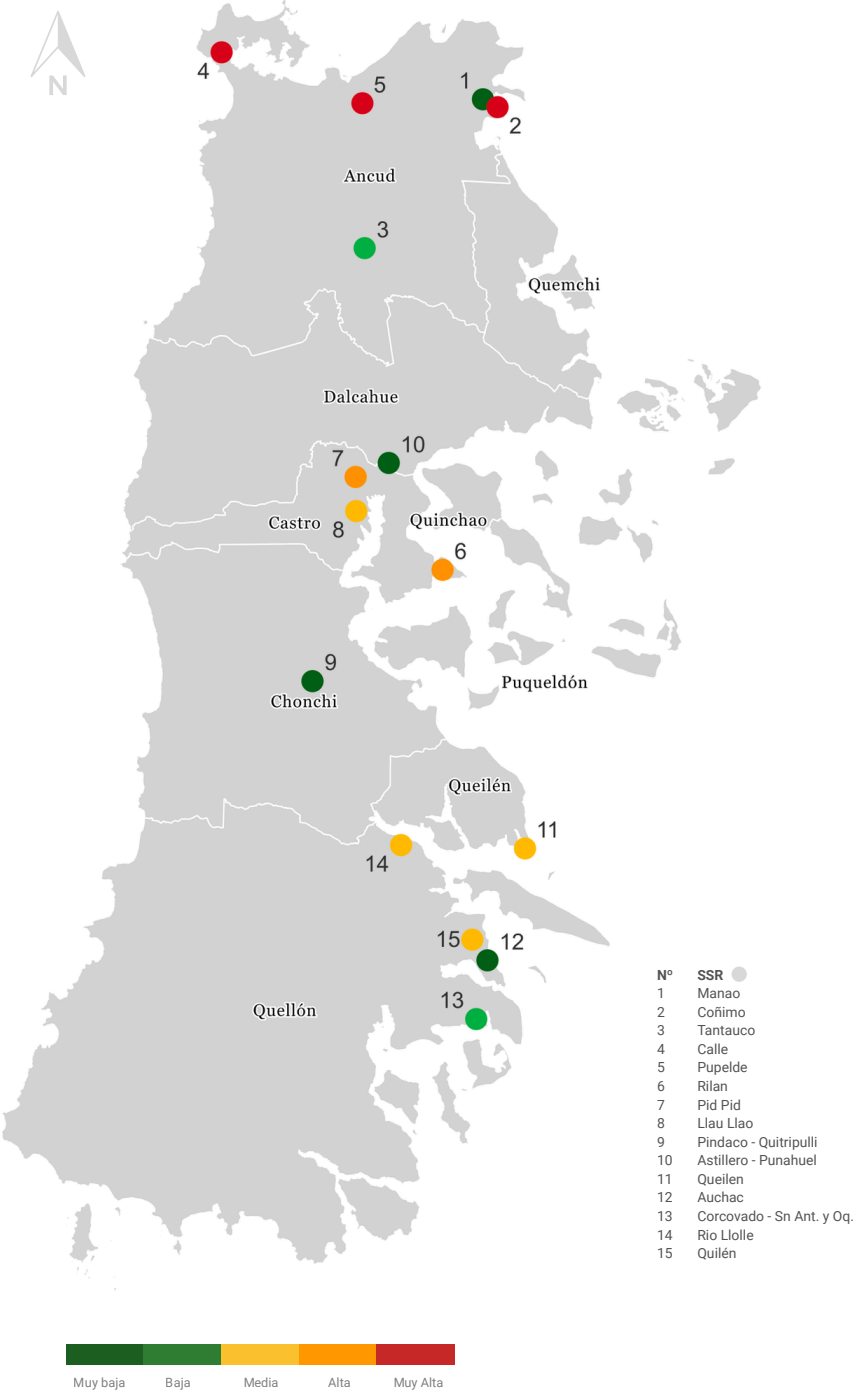 N
4
5
1
2
Ancud
3
Quemchi
Dalcahue
7
10
8
Castro
Quinchao
6
9
Chonchi
Puqueldón
Queilén
14
11
15
12
13
Quellón
Nº SSR
1 Manao
2 Coñimo
3 Tantauco
4 Calle
5 Pupelde
6 Rilan
7 Pid Pid
8 Llau Llao
9 Pindaco - Quitripulli
10 Astillero - Punahuel
11 Queilen
12 Auchac
13 Corcovado - Sn Ant. y Oq.
14 Rio Llolle
15 Quilén
Muy baja Baja Media Alta Muy Alta